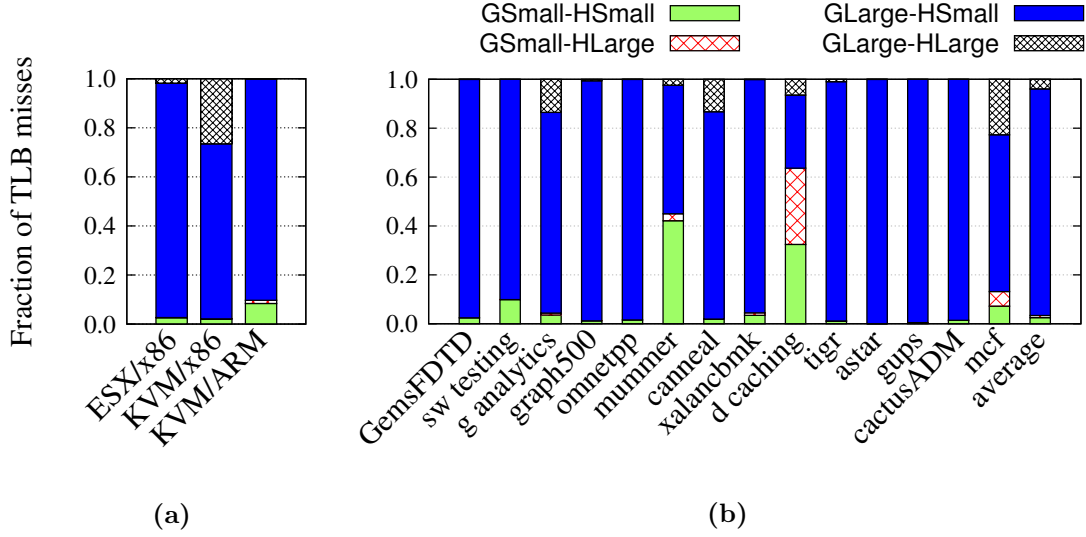 GSmall-HSmall GLarge-HSmall
GSmall-HLarge GLarge-HLarge
Fraction of TLB misses
1.0
0.8
0.6
0.4
0.2
0.0
ESX/x86
KVM/x86
KVM/ARM
(a)
1.0
0.8
0.6
0.4
0.2
0.0
GemsFDTD
sw testing
g analytics
graph500
omnetpp
mummer
canneal
xalancbmk
d caching
tigr
astar
gups
cactusADM
mcf
average
(b)